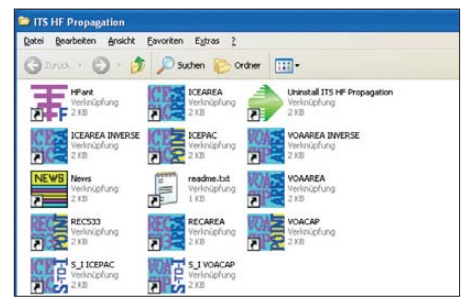 ITS HF Propagation
Datei Bearbeiten Ansicht Favoriten Extras ?
Zurück Suchen Ordner
HFant
Verknüpfung
2 KB
ICEAREA
Verknüpfung
2 KB
Uninstall ITS HF Propagation
Verknüpfung
2 KB
ICEAREA INVERSE
Verknüpfung
2 KB
ICEPAC
Verknüpfung
2 KB
VOAAREA INVERSE
Verknüpfung
2 KB
NEWS
News
Verknüpfung
2 KB
readme.txt
Verknüpfung
1 KB
VOAAREA
Verknüpfung
2 KB
REC533
Verknüpfung
2 KB
RECAREA
Verknüpfung
2 KB
VOACAP
Verknüpfung
2 KB
S_I ICEPAC
Verknüpfung
2 KB
S_I VOACAP
Verknüpfung
2 KB